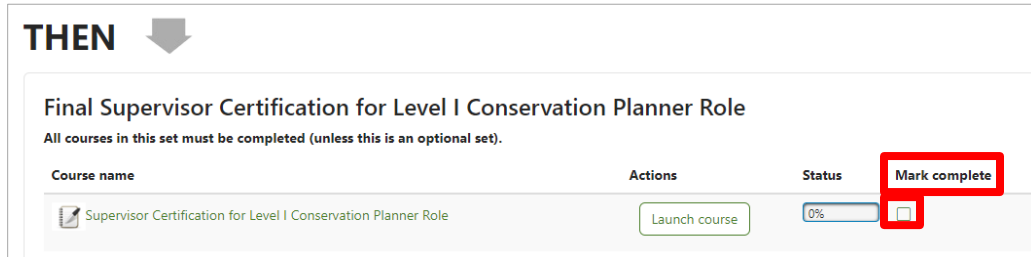 THEN
Final Supervisor Certification for Level I Conservation Planner Role
All courses in this set must be completed (unless this is an optional set).
Course name Actions Status Mark complete
Supervisor Certification for Level I Conservation Planner Role Launch course 0%